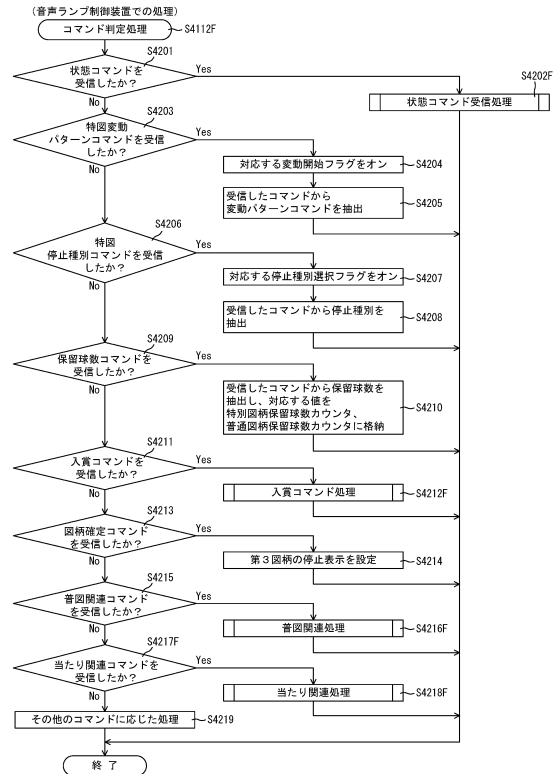 (音声ランプ制御装置での処理)
コマンド判定処理
S4112F
S4201
状態コマンドを
受信したか？
Yes
No
S4202F
状態コマンド受信処理
S4203
特図変動
パターンコマンドを受信
したか？
Yes
No
対応する変動開始フラグをオン
S4204
受信したコマンドから
変動パターンコマンドを抽出
S4205
S4206
特図
停止種別コマンドを受信
したか？
Yes
No
対応する停止種別選択フラグをオン
S4207
受信したコマンドから停止種別を
抽出
S4208
S4209
保留球数コマンドを
受信したか？
Yes
No
受信したコマンドから保留球数を
抽出し、対応する値を
特別図柄保留球数カウンタ、
普通図柄保留球数カウンタに格納
S4210
S4211
入賞コマンドを
受信したか？
Yes
No
入賞コマンド処理
S4212F
S4213
図柄確定コマンド
を受信したか？
Yes
No
第３図柄の停止表示を設定
S4214
S4215
普図関連コマンド
を受信したか？
Yes
No
普図関連処理
S4216F
S4217F
当たり関連コマンドを
受信したか？
Yes
No
当たり関連処理
S4218F
その他のコマンドに応じた処理
S4219
終了